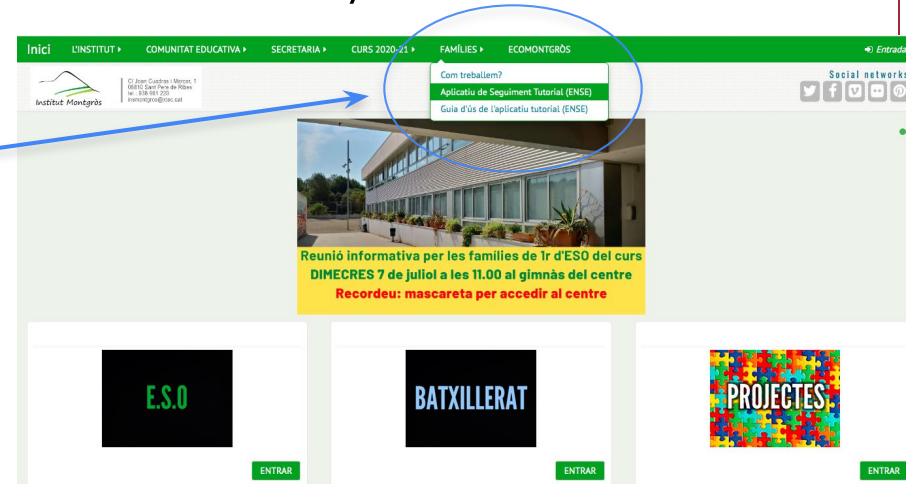 Inici L'INSTITUT COMUNITAT EDUCATIVA SECRETARIA CURS 2020-21 FAMÍLIES ECOMONTGRÒS Entrada
Com treballem?
Aplicatiu de Seguiment Tutorial (ENSE)
Guia d'ús de l'aplicatiu tutorial (ENSE)
Institut Montgròs
C/ Joan Cuadras i Marcer, 1
08810 Sant Pere de Ribes
Social networks
Reunió informativa per les famílies de 1r d'ESO del curs
DIMECRES 7 de juliol a les 11.00 al gimnàs del centre
Recordeu: mascareta per accedir al centre
E.S.O
BATXILLERAT
PROJECTES
ENTRAR
ENTRAR
ENTRAR